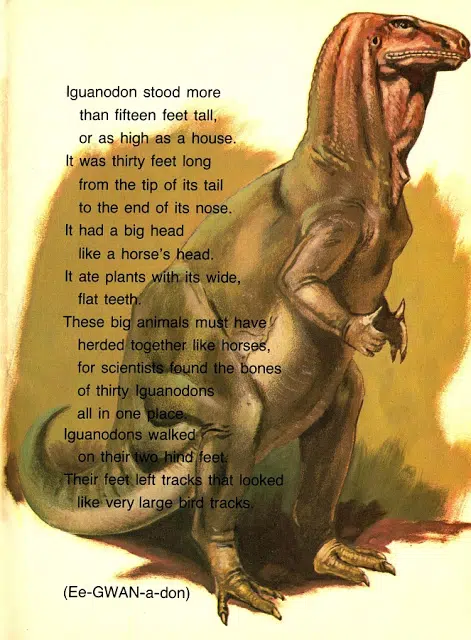 Iguanodon stood more
than fifteen feet tall,
or as high as a house.
It was thirty feet long
from the tip of its tail
to the end of its nose.
It had a big head
like a horse's head.
It ate plants with its wide,
flat teeth.
These big animals must have
herded together like horses,
for scientists found the bones
of thirty Iguanodons
all in one place.
Iguanodons walked
on their two hind feet.
Their feet left tracks that looked
like very large bird tracks.
(Ee-GWAN-a-don)